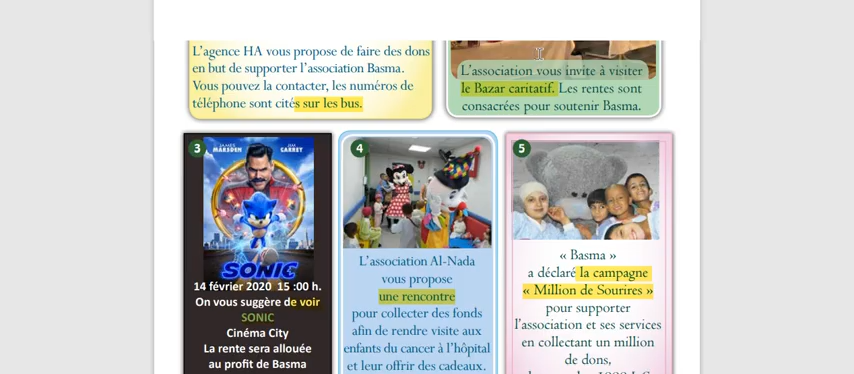 L'agence HA vous propose de faire des dons
en but de supporter l'association Basma.
Vous pouvez la contacter, les numéros de
téléphone sont cités sur les bus.
L'association vous invite à visiter
le Bazar caritatif. Les rentes sont
consacrées pour soutenir Basma.
3
JAMES MARSDEN
JIM CARREY
SONIC
14 février 2020 15 :00 h.
On vous suggère de voir
SONIC
Cinéma City
La rente sera allouée
au profit de Basma
4
L'association Al-Nada
vous propose
une rencontre
pour collecter des fonds
afin de rendre visite aux
enfants du cancer à l'hôpital
et leur offrir des cadeaux.
5
« Basma »
a déclaré la campagne
« Million de Sourires »
pour supporter
l'association et ses services
en collectant un million
de dons,